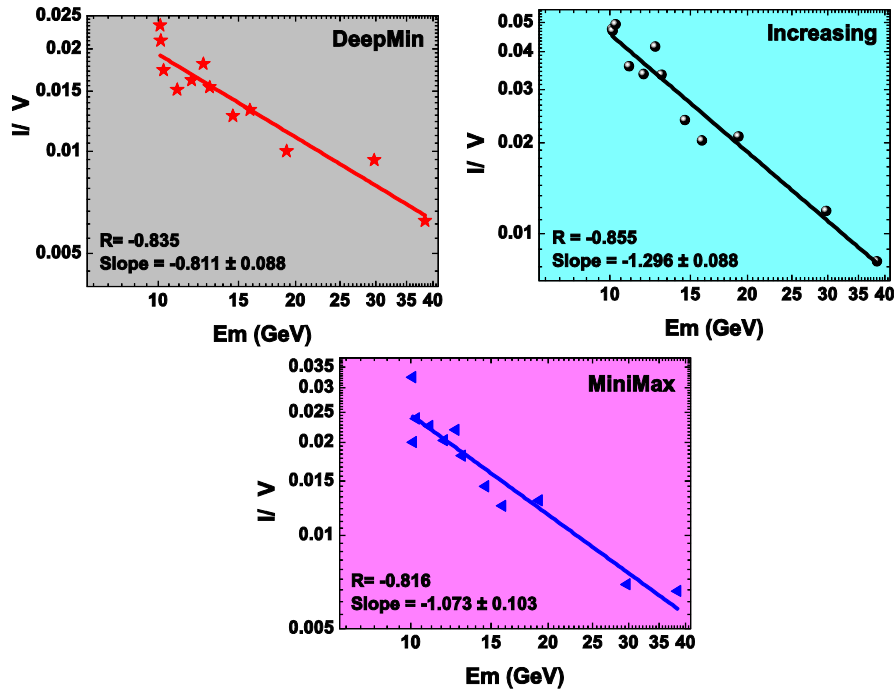 DeepMin
0.025
0.020
0.015
0.01
0.005
I/ V
R= -0.835
Slope = -0.811 ± 0.088
10 15 20 25 30 35 40
Em (GeV)
Increasing
0.05
0.04
0.03
0.02
0.01
I/ V
R = -0.855
Slope = -1.296 ± 0.088
10 15 20 25 30 35 40
Em (GeV)
MiniMax
0.035
0.03
0.025
0.02
0.015
0.01
0.005
I/ V
R= -0.816
Slope = -1.073 ± 0.103
10 15 20 25 30 35 40
Em (GeV)